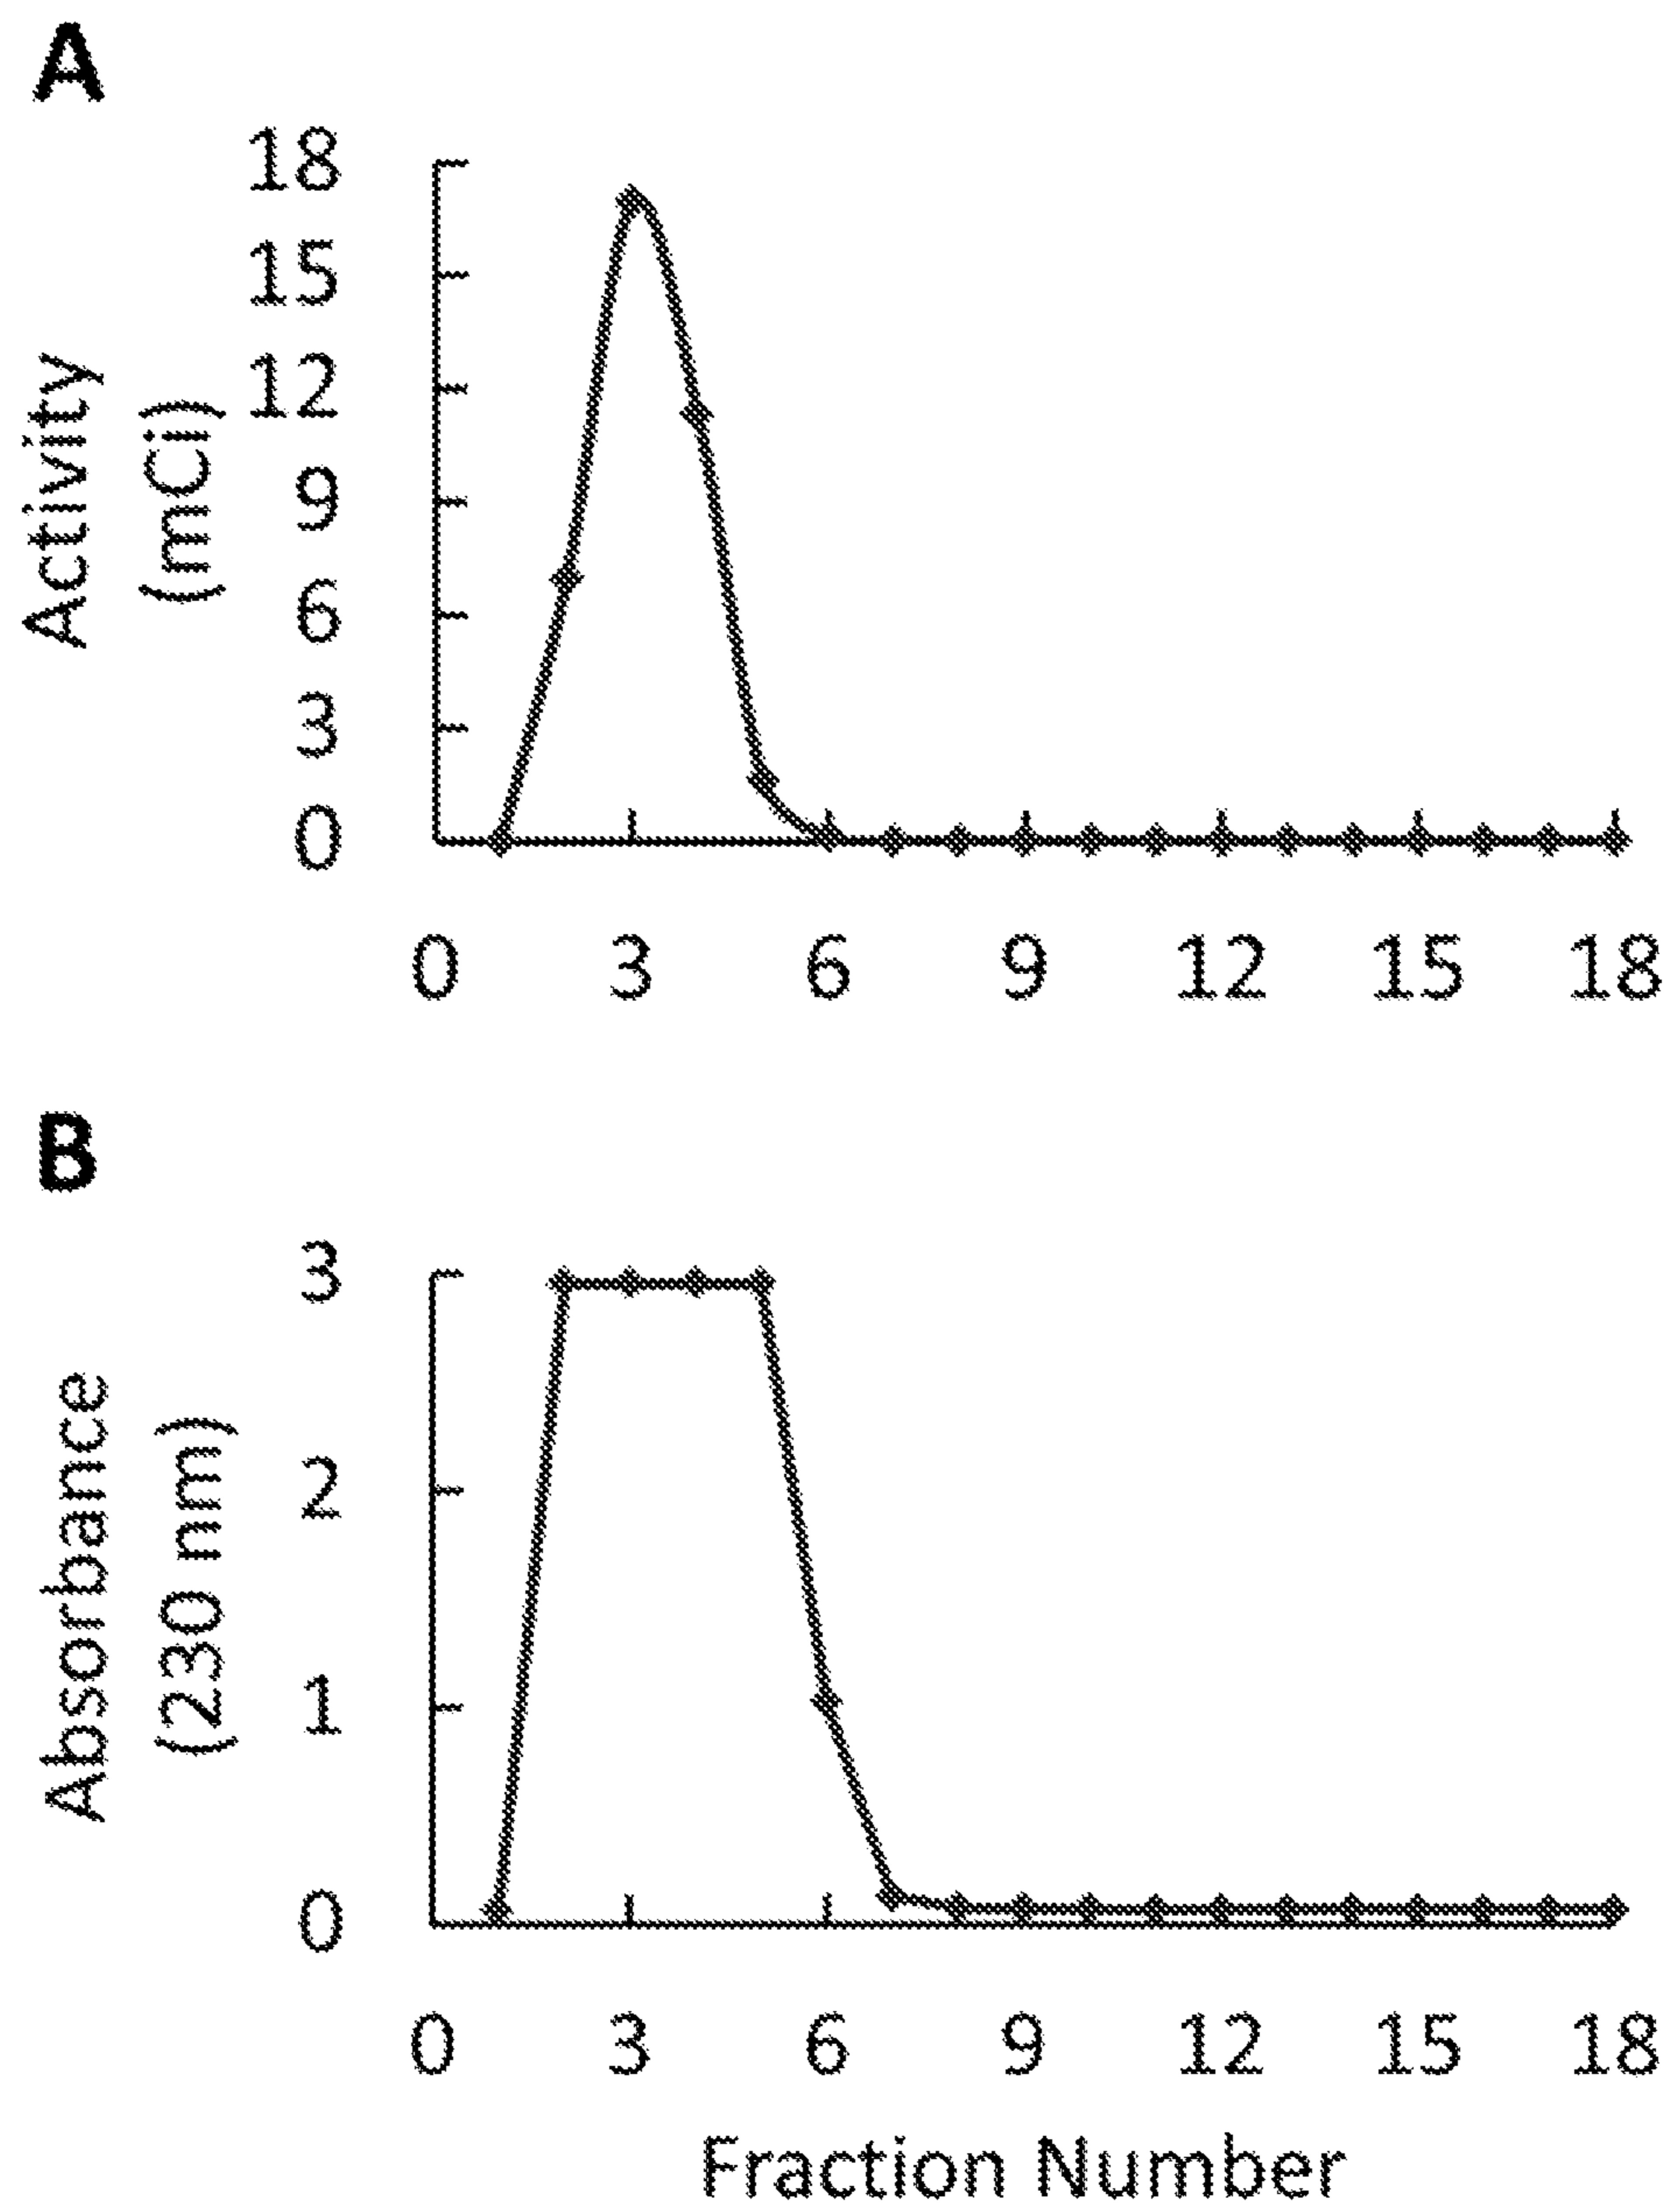 A
18
15
12
9
6
3
0
Activity
(mCi)
0 3 6 9 12 15 18
B
3
2
1
0
Absorbance
(230 nm)
0 3 6 9 12 15 18
Fraction Number